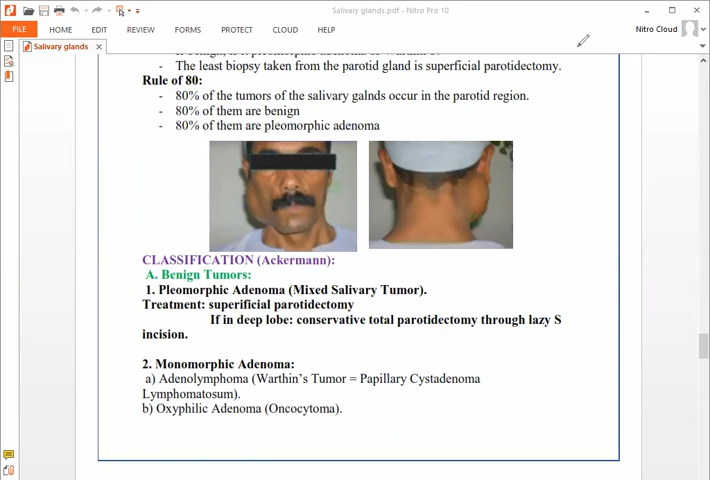 Salivary glands.pdf - Nitro Pro 10
FILE HOME EDIT REVIEW FORMS PROTECT CLOUD HELP
Nitro Cloud
Salivary glands
- The least biopsy taken from the parotid gland is superficial parotidectomy.
Rule of 80:
- 80% of the tumors of the salivary galnds occur in the parotid region.
- 80% of them are benign
- 80% of them are pleomorphic adenoma
CLASSIFICATION (Ackermann):
A. Benign Tumors:
1. Pleomorphic Adenoma (Mixed Salivary Tumor).
Treatment: superficial parotidectomy
If in deep lobe: conservative total parotidectomy through lazy S
incision.
2. Monomorphic Adenoma:
a) Adenolymphoma (Warthin’s Tumor = Papillary Cystadenoma
Lymphomatosum).
b) Oxyphilic Adenoma (Oncocytoma).